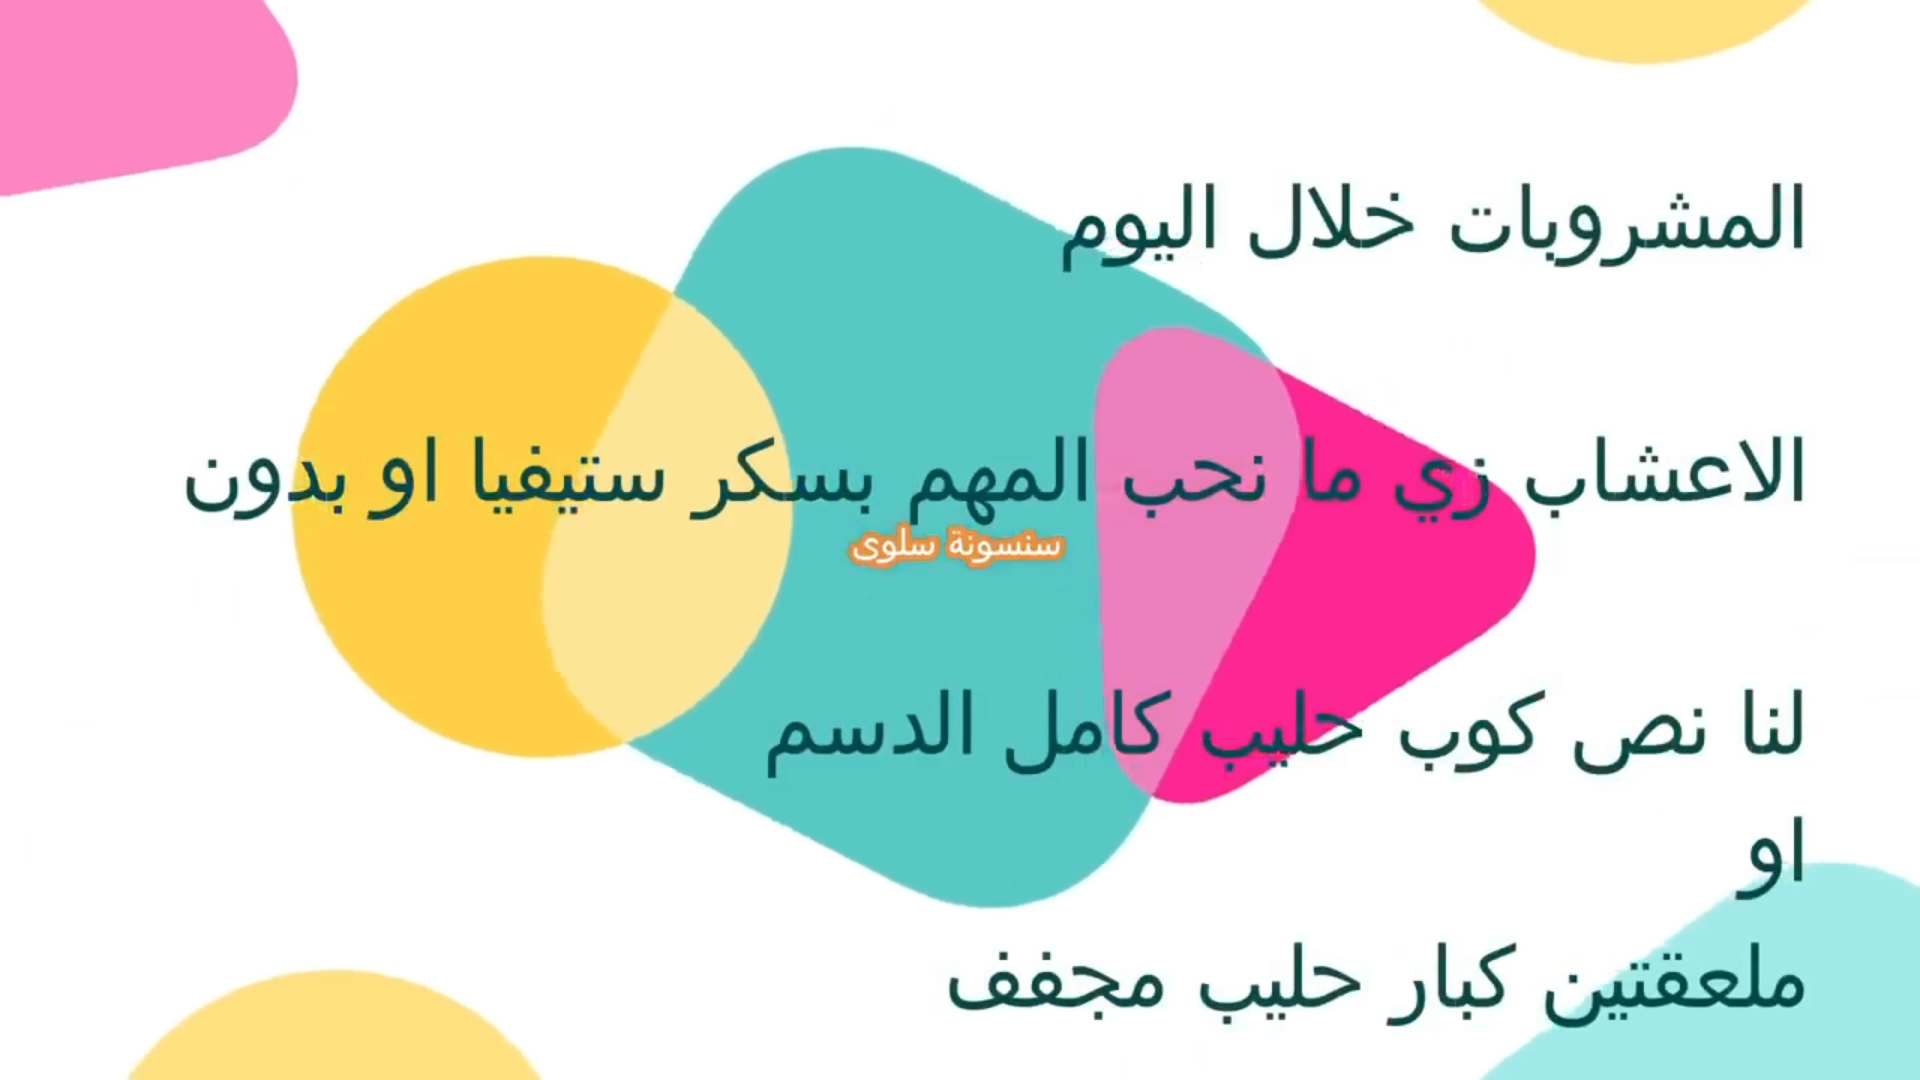 المشروبات خلال اليوم
الاعشاب زي ما نحب المهم بسكر ستيفيا او بدون
سنسونة سلوى
لنا نص كوب حليب كامل الدسم
او
ملعقتين كبار حليب مجفف